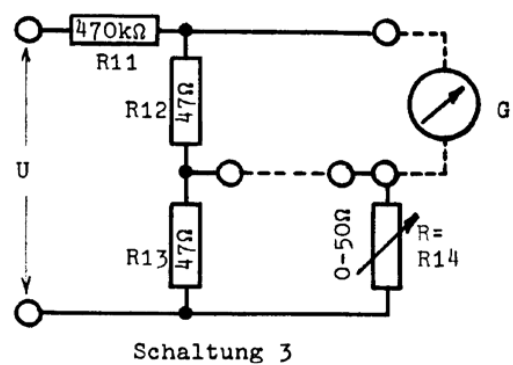 470kΩ
R11
R12
47Ω
G
U
R13
47Ω
0-50Ω
R=
R14
Schaltung 3